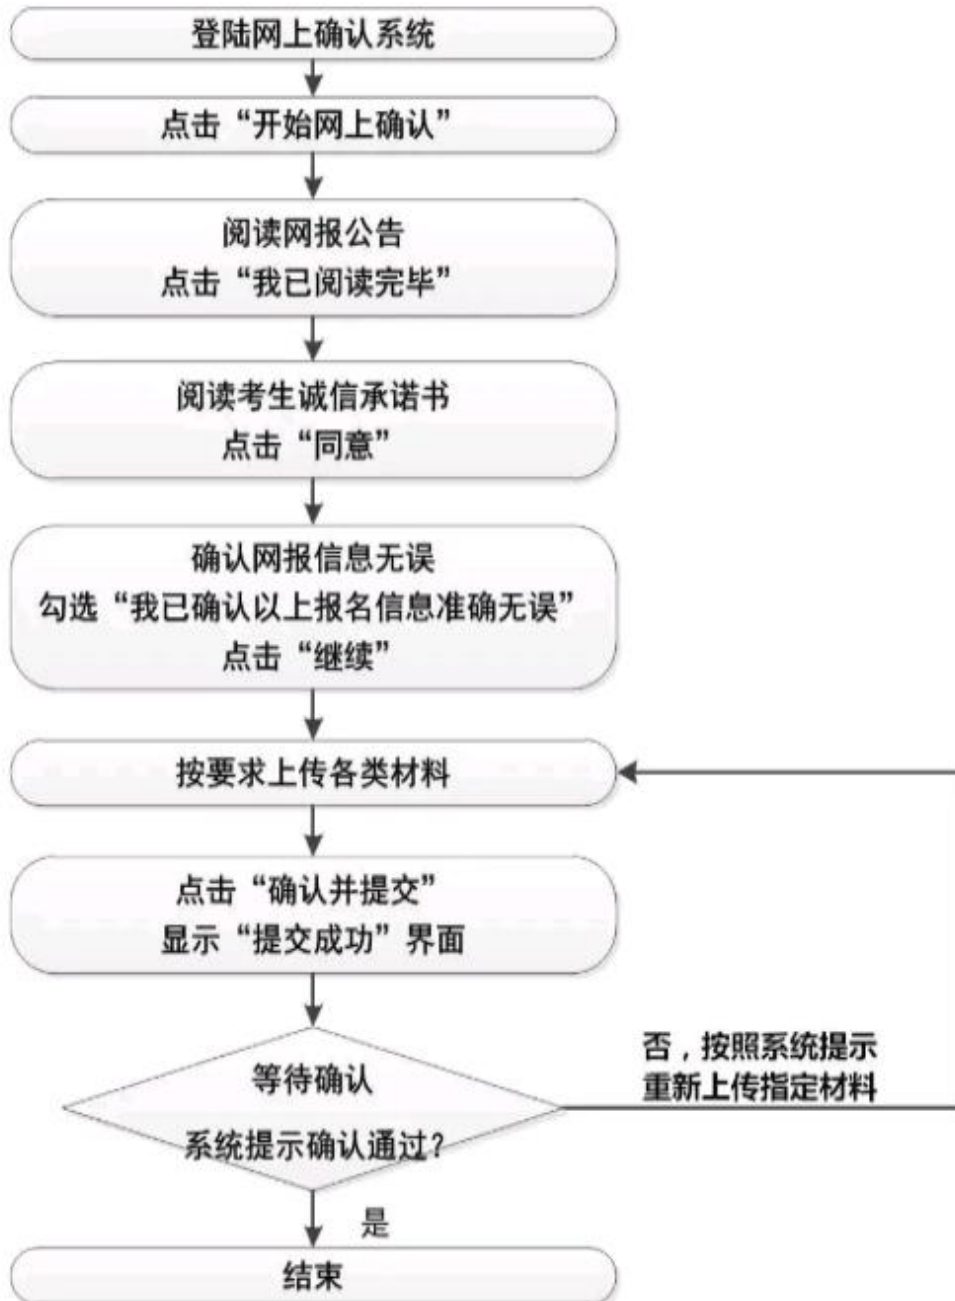 登陆网上确认系统
点击“开始网上确认”
阅读网报公告
点击“我已阅读完毕”
阅读考生诚信承诺书
点击“同意”
确认网报信息无误
勾选“我已确认以上报名信息准确无误”
点击“继续”
按要求上传各类材料
点击“确认并提交”
显示“提交成功”界面
等待确认
系统提示确认通过?
否，按照系统提示
重新上传指定材料
是
结束